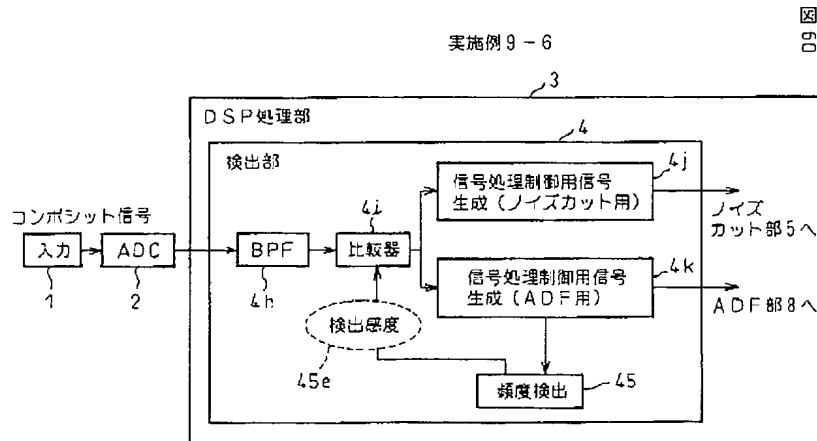 実施例9-6
図60
3
DSP処理部
4
検出部
4j
信号処理制御用信号
生成(ノイズカット用)
ノイズ
カット部5へ
コンポジット信号
入力
1
ADC
2
BPF
4h
4i
比較器
信号処理制御用信号
生成(ADF用)
4k
ADF部8へ
検出感度
45e
頻度検出
45